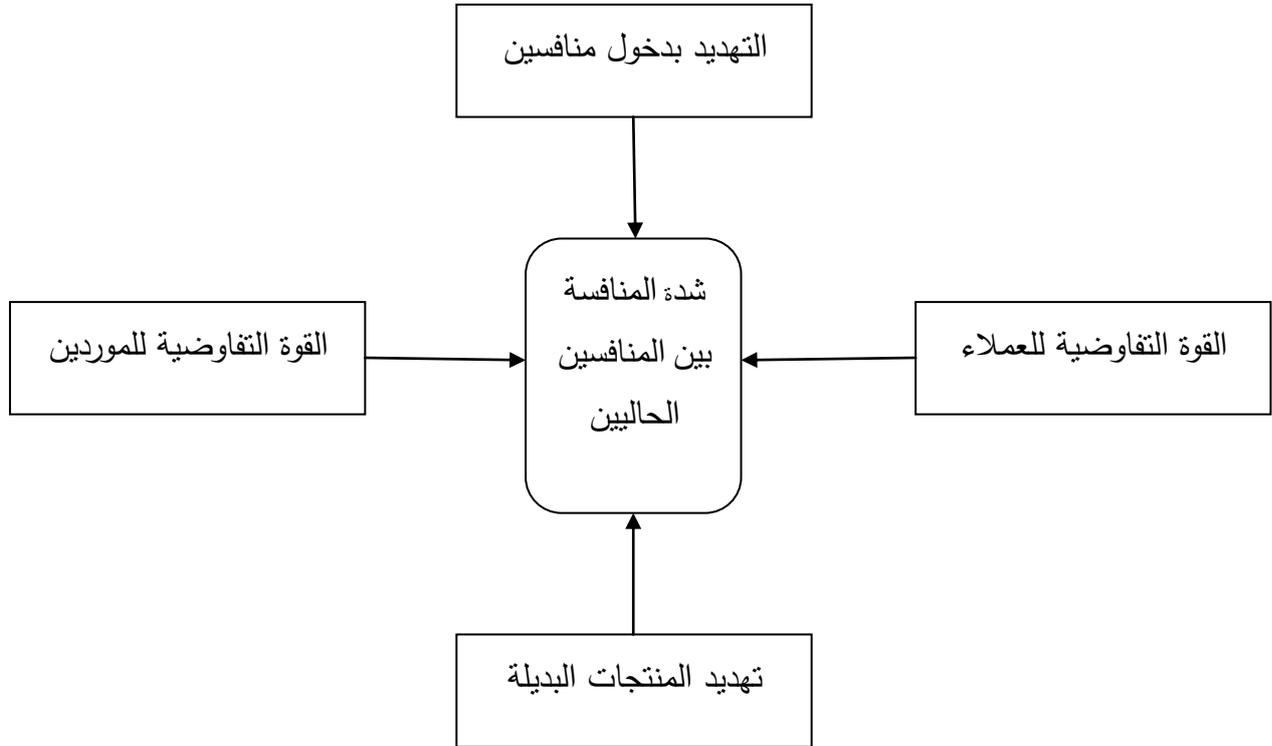 التهديد بدخول منافسين
شدة المنافسة
بين المنافسين
الحاليين
القوة التفاوضية للعملاء
القوة التفاوضية للموردين
تهديد المنتجات البديلة